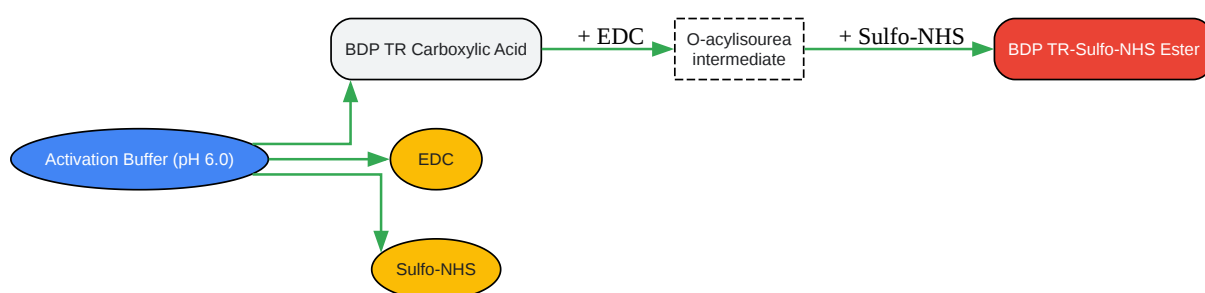 BDP TR Carboxylic Acid
+ EDC
O-acylisourea
intermediate
+ Sulfo-NHS
BDP TR-Sulfo-NHS Ester
Activation Buffer (pH 6.0)
EDC
Sulfo-NHS